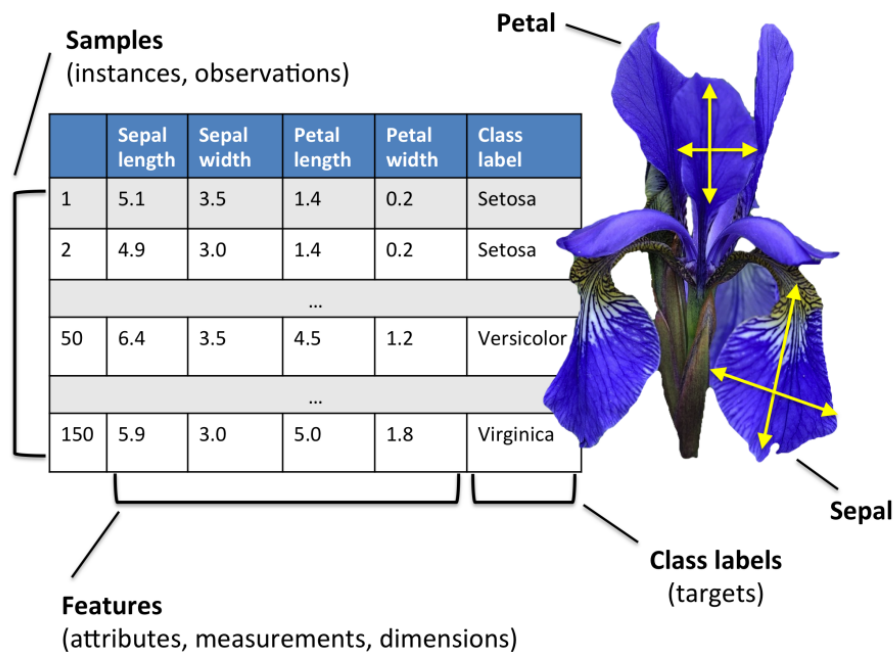 Samples
(instances, observations)
Petal
Sepal length Sepal width Petal length Petal width Class label
1 5.1 3.5 1.4 0.2 Setosa
2 4.9 3.0 1.4 0.2 Setosa
...
50 6.4 3.5 4.5 1.2 Versicolor
...
150 5.9 3.0 5.0 1.8 Virginica
Sepal
Class labels
(targets)
Features
(attributes, measurements, dimensions)